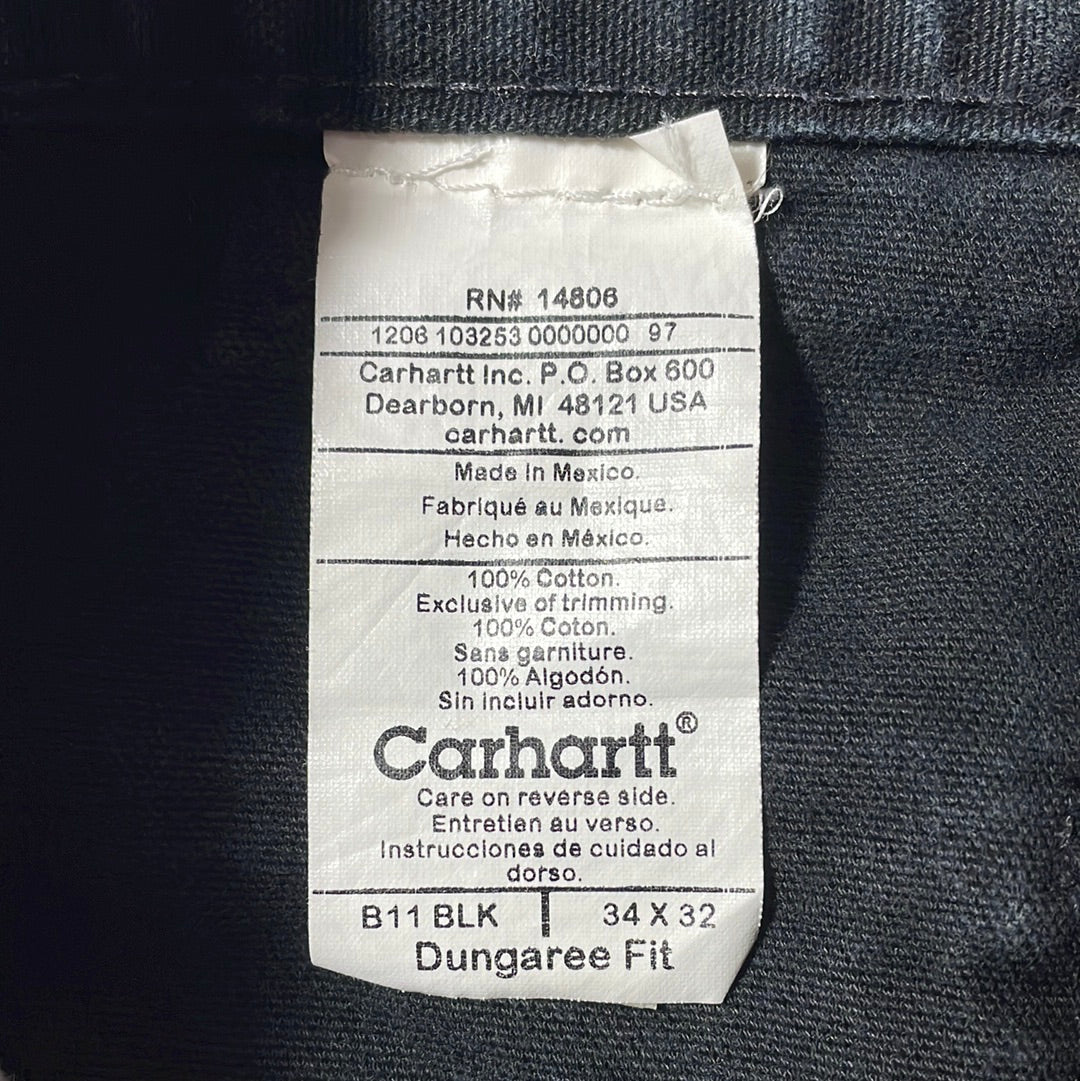 RN# 14806
1206 103253 0000000 97
Carhartt Inc. P.O. Box 600
Dearborn, MI 48121 USA
carhartt. com
Made in Mexico.
Fabriqué au Mexique.
Hecho en México.
100% Cotton.
Exclusive of trimming.
100% Coton.
Sans garniture.
100% Algodón.
Sin incluir adorno.
Carhartt®
Care on reverse side.
Entretien au verso.
Instrucciones de cuidado al
dorso.
B11 BLK | 34 X 32
Dungaree Fit